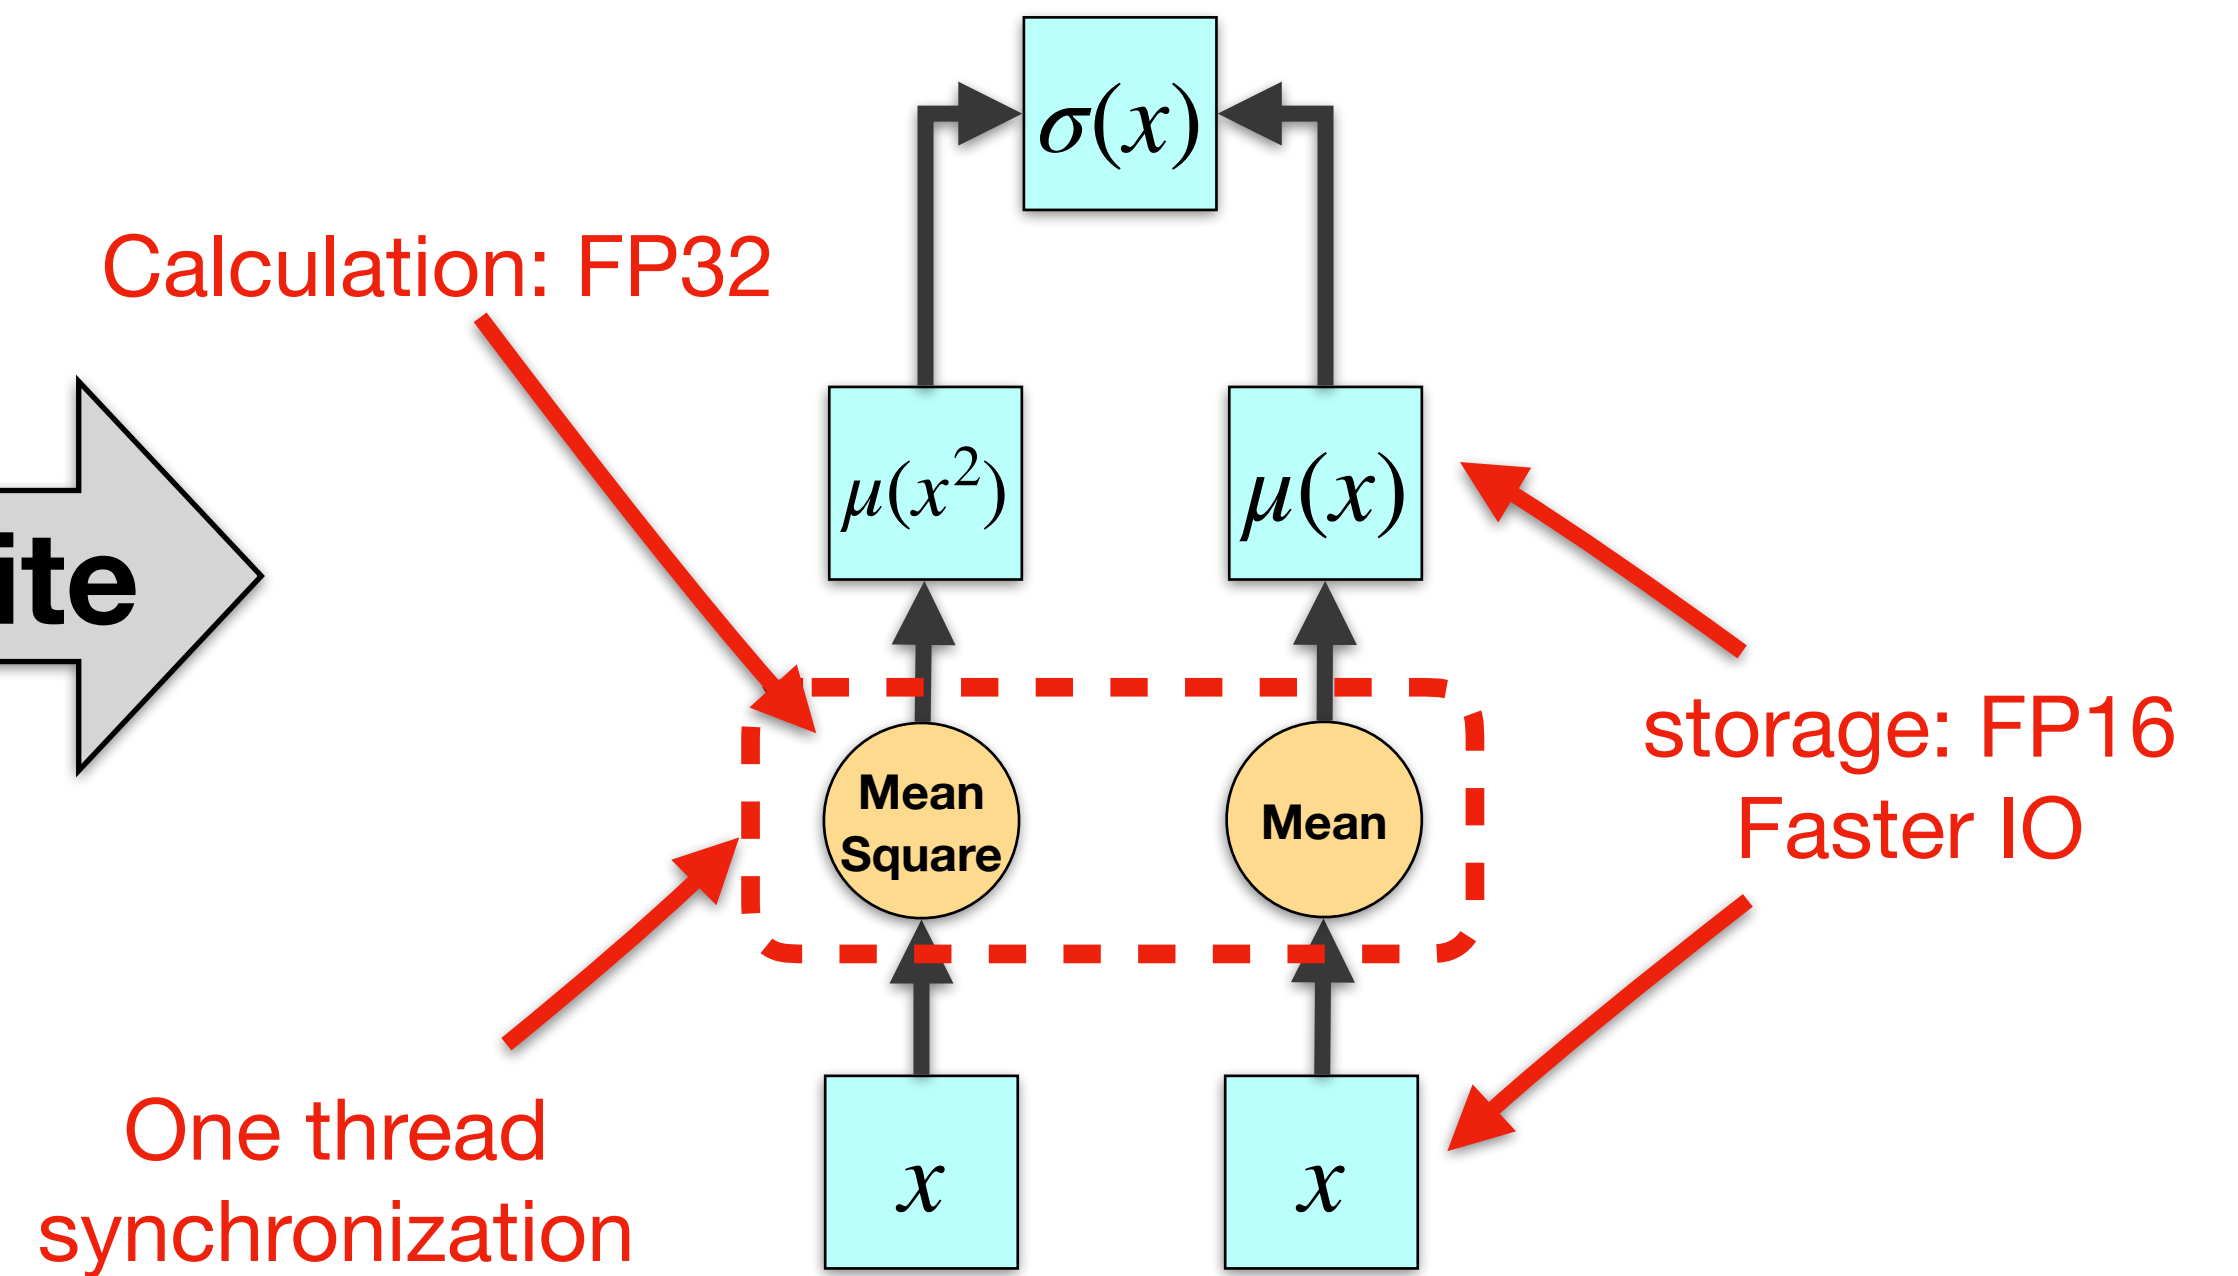 σ(x)
Calculation: FP32
μ(x²)
μ(x)
ite
storage: FP16
Faster IO
Mean
Square
Mean
One thread
synchronization
x
x